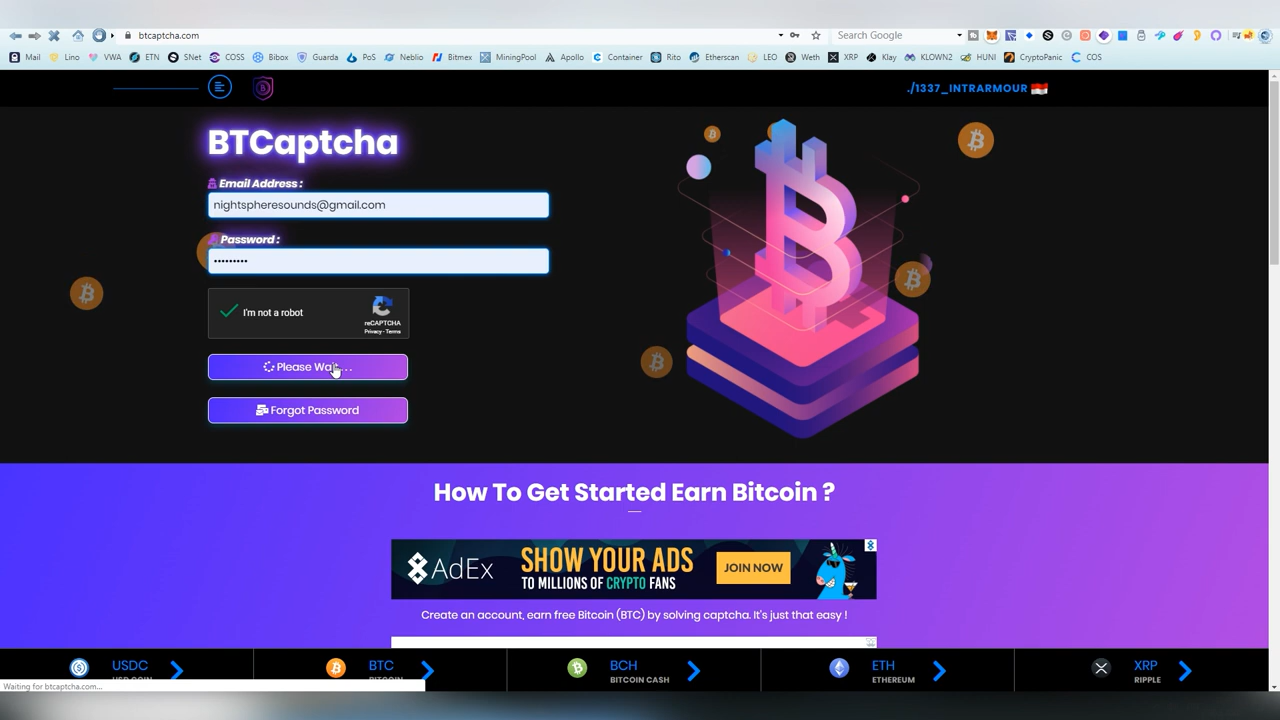 btcaptcha.com
Search Google
Mail Lino VWA ETN SNet COSS Bibox Guarda PoS Neblio Bitmex MiningPool Apollo Container Rito Etherscan LEO Weth XRP Klay KLOWN2 HUNI CryptoPanic COS
./1337_INTRARMOUR
BTCaptcha
Email Address :
nightspheresounds@gmail.com
Password :
•••••••••
I'm not a robot
reCAPTCHA
Privacy - Terms
Please Wait...
Forgot Password
How To Get Started Earn Bitcoin ?
AdEx
SHOW YOUR ADS
TO MILLIONS OF CRYPTO FANS
JOIN NOW
Create an account, earn free Bitcoin (BTC) by solving captcha. It's just that easy !
USDC BTC BCH ETH XRP
BITCOIN CASH ETHEREUM RIPPLE
Waiting for btcaptcha.com...